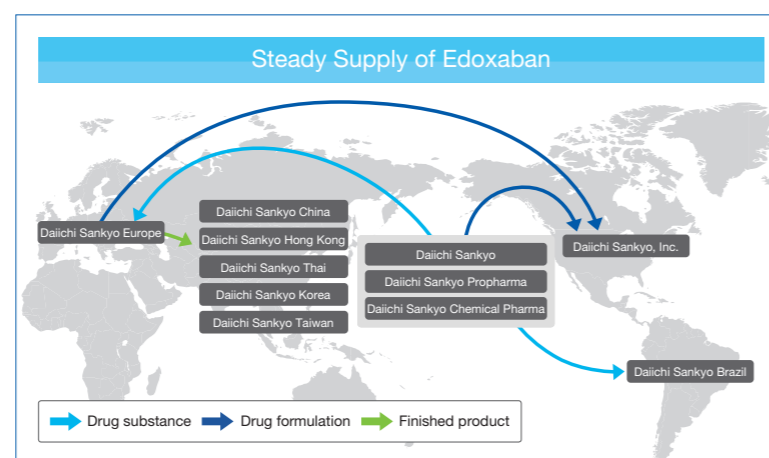 Steady Supply of Edoxaban
Daiichi Sankyo Europe
Daiichi Sankyo China
Daiichi Sankyo Hong Kong
Daiichi Sankyo Thai
Daiichi Sankyo Korea
Daiichi Sankyo Taiwan
Daiichi Sankyo
Daiichi Sankyo Propharma
Daiichi Sankyo Chemical Pharma
Daiichi Sankyo, Inc.
Daiichi Sankyo Brazil
Drug substance
Drug formulation
Finished product